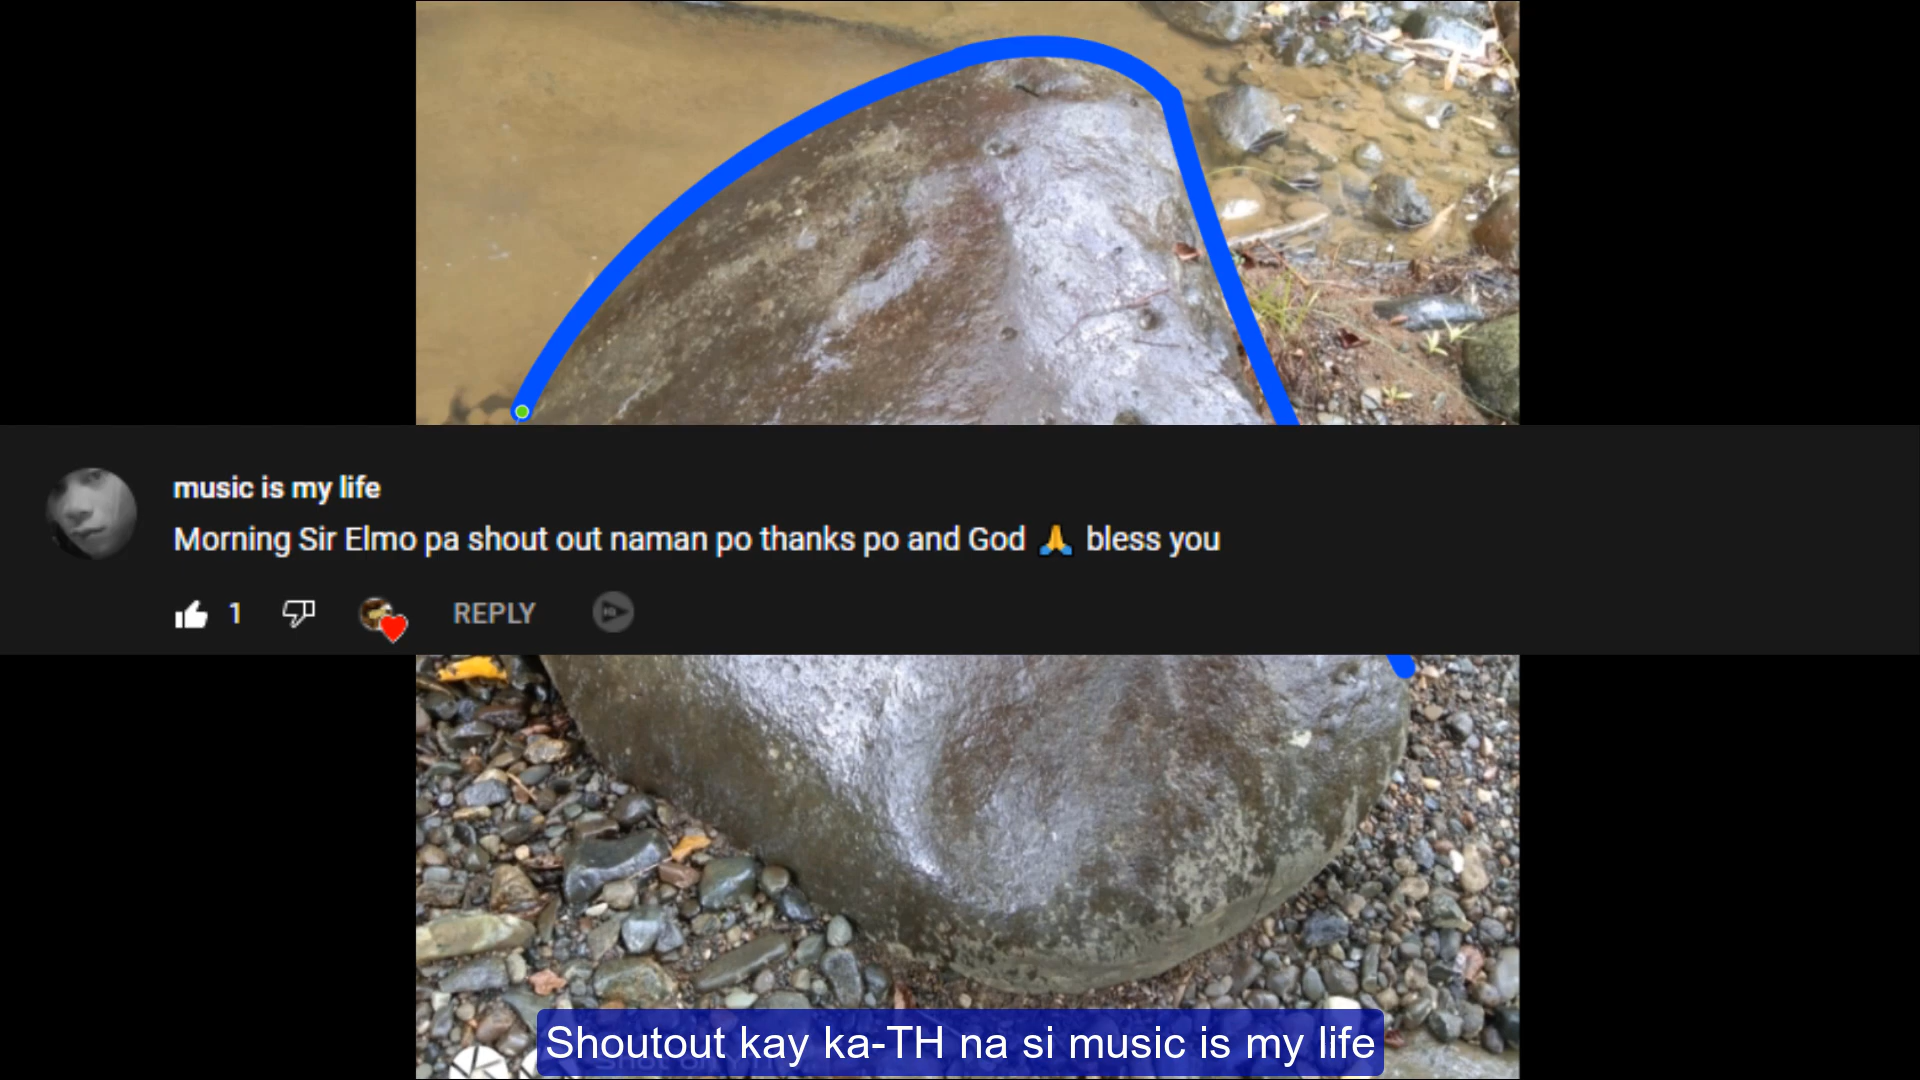 music is my life
Morning Sir Elmo pa shout out naman po thanks po and God 🙏 bless you
1
REPLY
Shoutout kay ka-TH na si music is my life